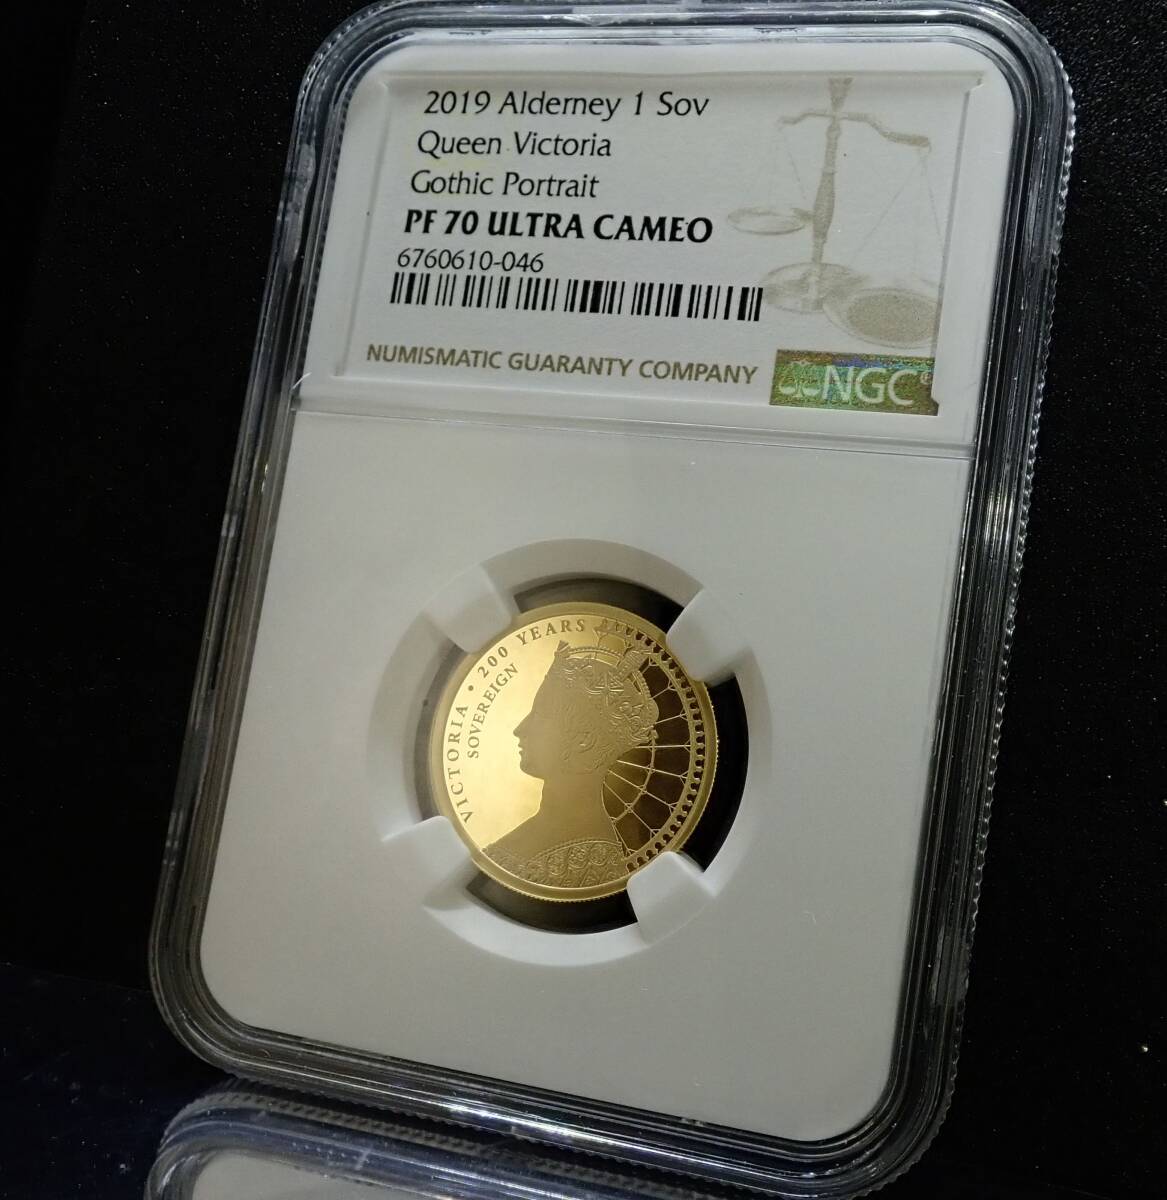 2019 Alderney 1 Sov
Queen Victoria
Gothic Portrait
PF 70 ULTRA CAMEO
6760610-046
NUMISMATIC GUARANTY COMPANY
NGC
VICTORIA • 200 YEARS
SOVEREIGN